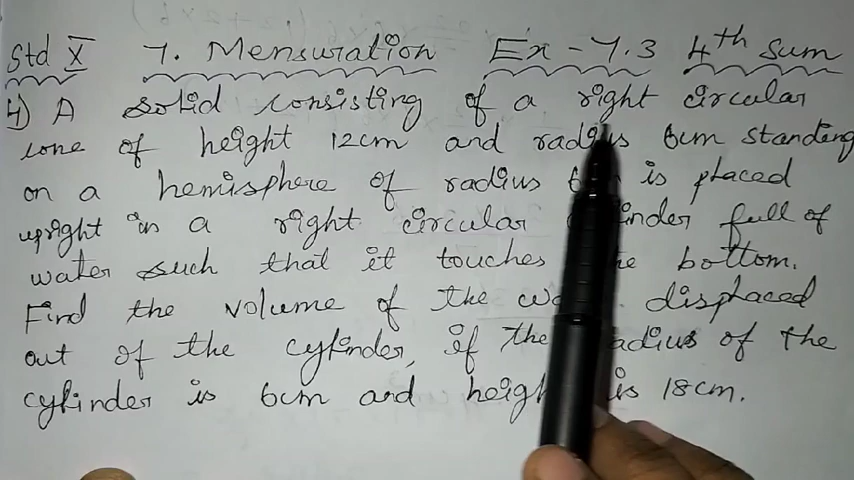 Std X 7. Mensuration Ex - 7.3 4th Sum
4) A solid consisting of a right circular
cone of height 12cm and radius 6cm standing
on a hemisphere of radius is placed
upright in a right circular full of
water such that it touches bottom.
Find the volume of the displaced
out of the cylinder, if the radius of the
cylinder is 6cm and height is 18cm.